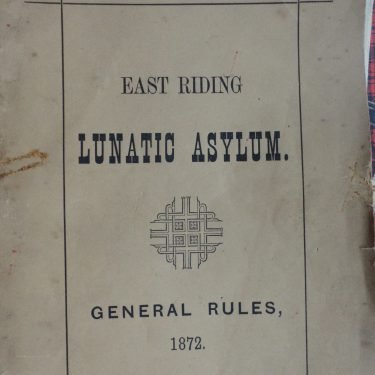 EAST RIDING
LUNATIC ASYLUM.
GENERAL RULES,
1872.